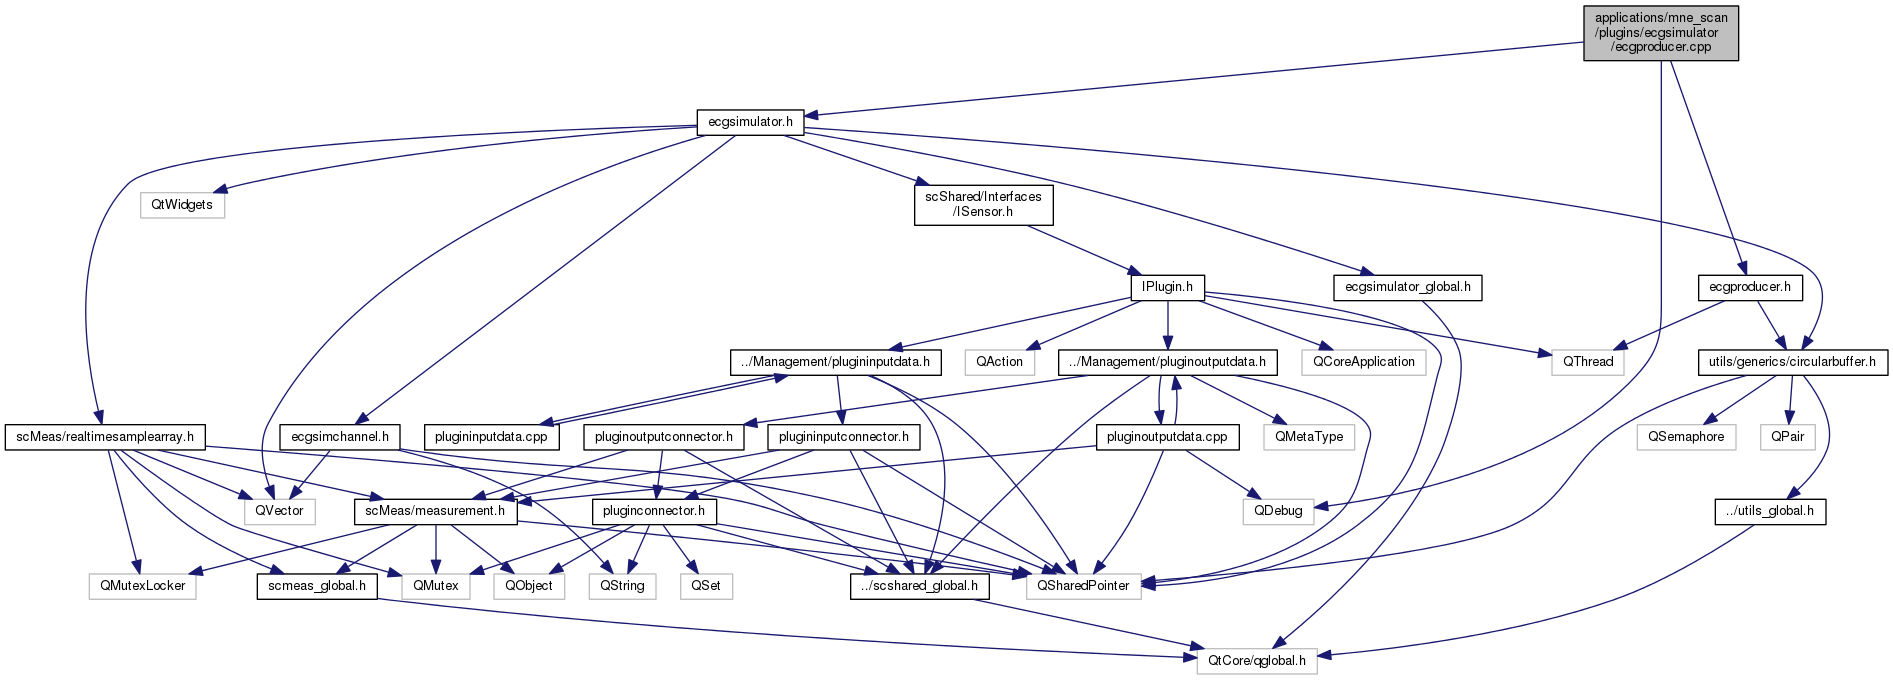 applications/mne_scan
/plugins/ecgsimulator
/ecgproducer.cpp
ecgsimulator.h
QtWidgets
scShared/Interfaces
/ISensor.h
IPlugin.h
ecgsimulator_global.h
ecgproducer.h
../Management/plugininputdata.h
QAction
../Management/pluginoutputdata.h
QCoreApplication
QThread
utils/generics/circularbuffer.h
scMeas/realtimesamplearray.h
ecgsimchannel.h
plugininputdata.cpp
pluginoutputconnector.h
plugininputconnector.h
pluginoutputdata.cpp
QMetaType
QSemaphore
QPair
QVector
scMeas/measurement.h
pluginconnector.h
QDebug
../utils_global.h
QMutexLocker
scmeas_global.h
QMutex
QObject
QString
QSet
../scshared_global.h
QSharedPointer
QtCore/qglobal.h